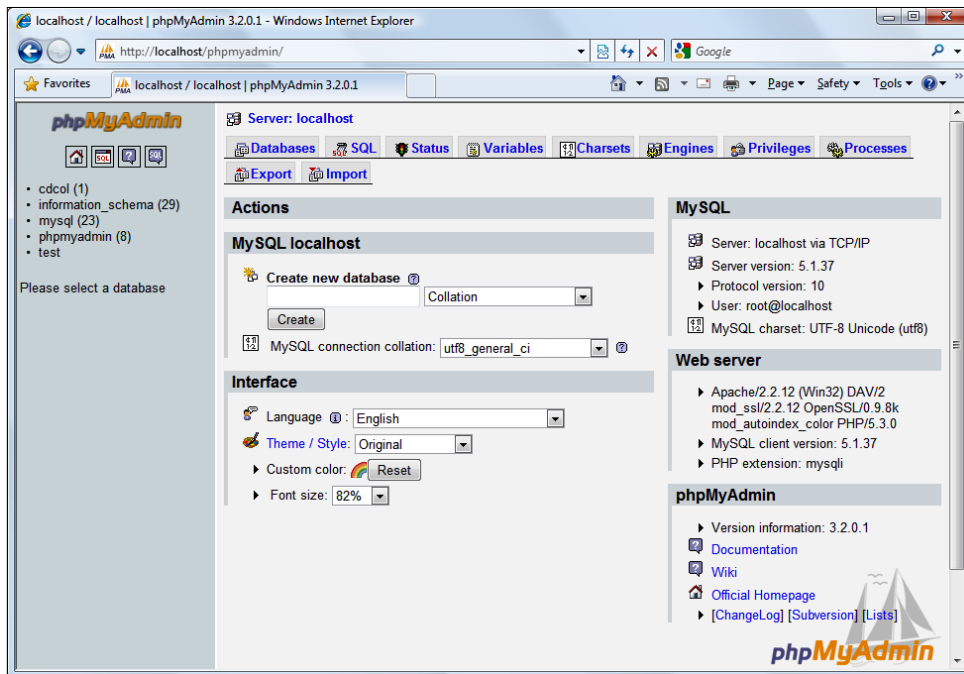 localhost / localhost | phpMyAdmin 3.2.0.1 - Windows Internet Explorer
http://localhost/phpmyadmin/
Google
Favorites
localhost / local
host | phpMyAdmin 3.2.0.1
Page
Safety
Tools
phpMyAdmin
SQL
cdcol (1)
information_schema (29)
mysql (23)
phpmyadmin (8)
test
Please select a database
Server: localhost
Databases SQL Status Variables Charsets Engines Privileges Processes
Export Import
Actions
MySQL localhost
Create new database
Collation
Create
MySQL connection collation: utf8_general_ci
Interface
Language : English
Theme / Style: Original
Custom color: Reset
Font size: 82%
MySQL
Server: localhost via TCP/IP
Server version: 5.1.37
Protocol version: 10
User: root@localhost
MySQL charset: UTF-8 Unicode (utf8)
Web server
Apache/2.2.12 (Win32) DAV/2
mod_ssl/2.2.12 OpenSSL/0.9.8k
mod_autoindex_color PHP/5.3.0
MySQL client version: 5.1.37
PHP extension: mysqli
phpMyAdmin
Version information: 3.2.0.1
Documentation
Wiki
Official Homepage
[ChangeLog] [Subversion] [Lists]
phpMyAdmin